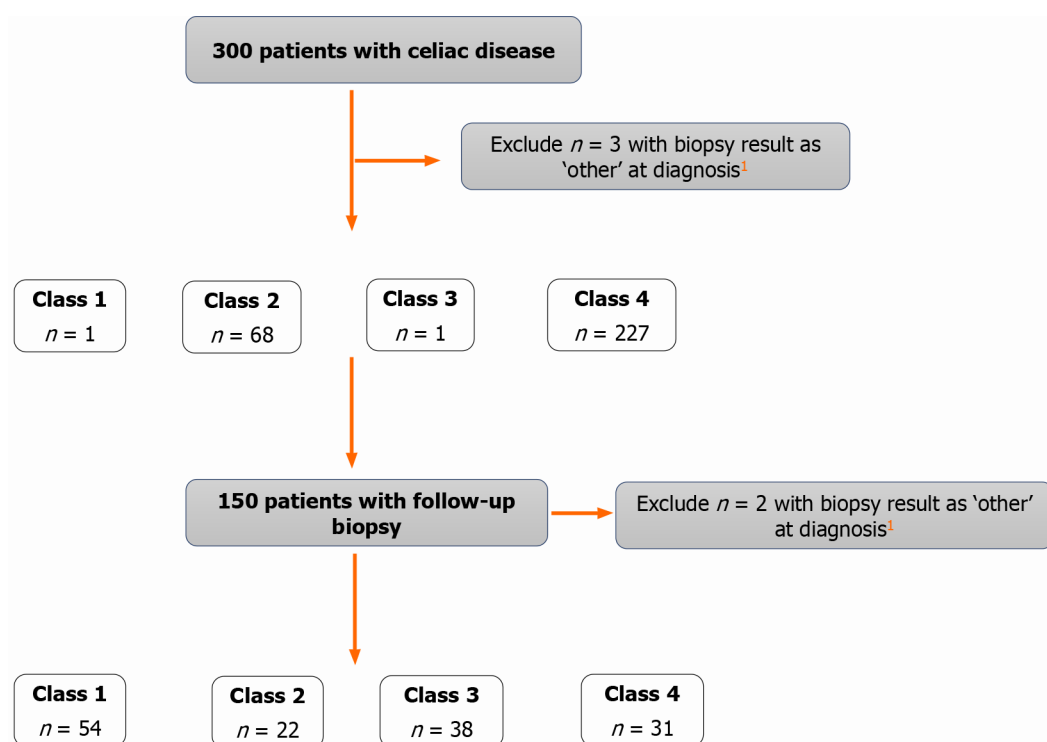 300 patients with celiac disease
Exclude n = 3 with biopsy result as
‘other’ at diagnosis1
Class 1
n = 1
Class 2
n = 68
Class 3
n = 1
Class 4
n = 227
150 patients with follow-up
biopsy
Exclude n = 2 with biopsy result as ‘other’
at diagnosis1
Class 1
n = 54
Class 2
n = 22
Class 3
n = 38
Class 4
n = 31